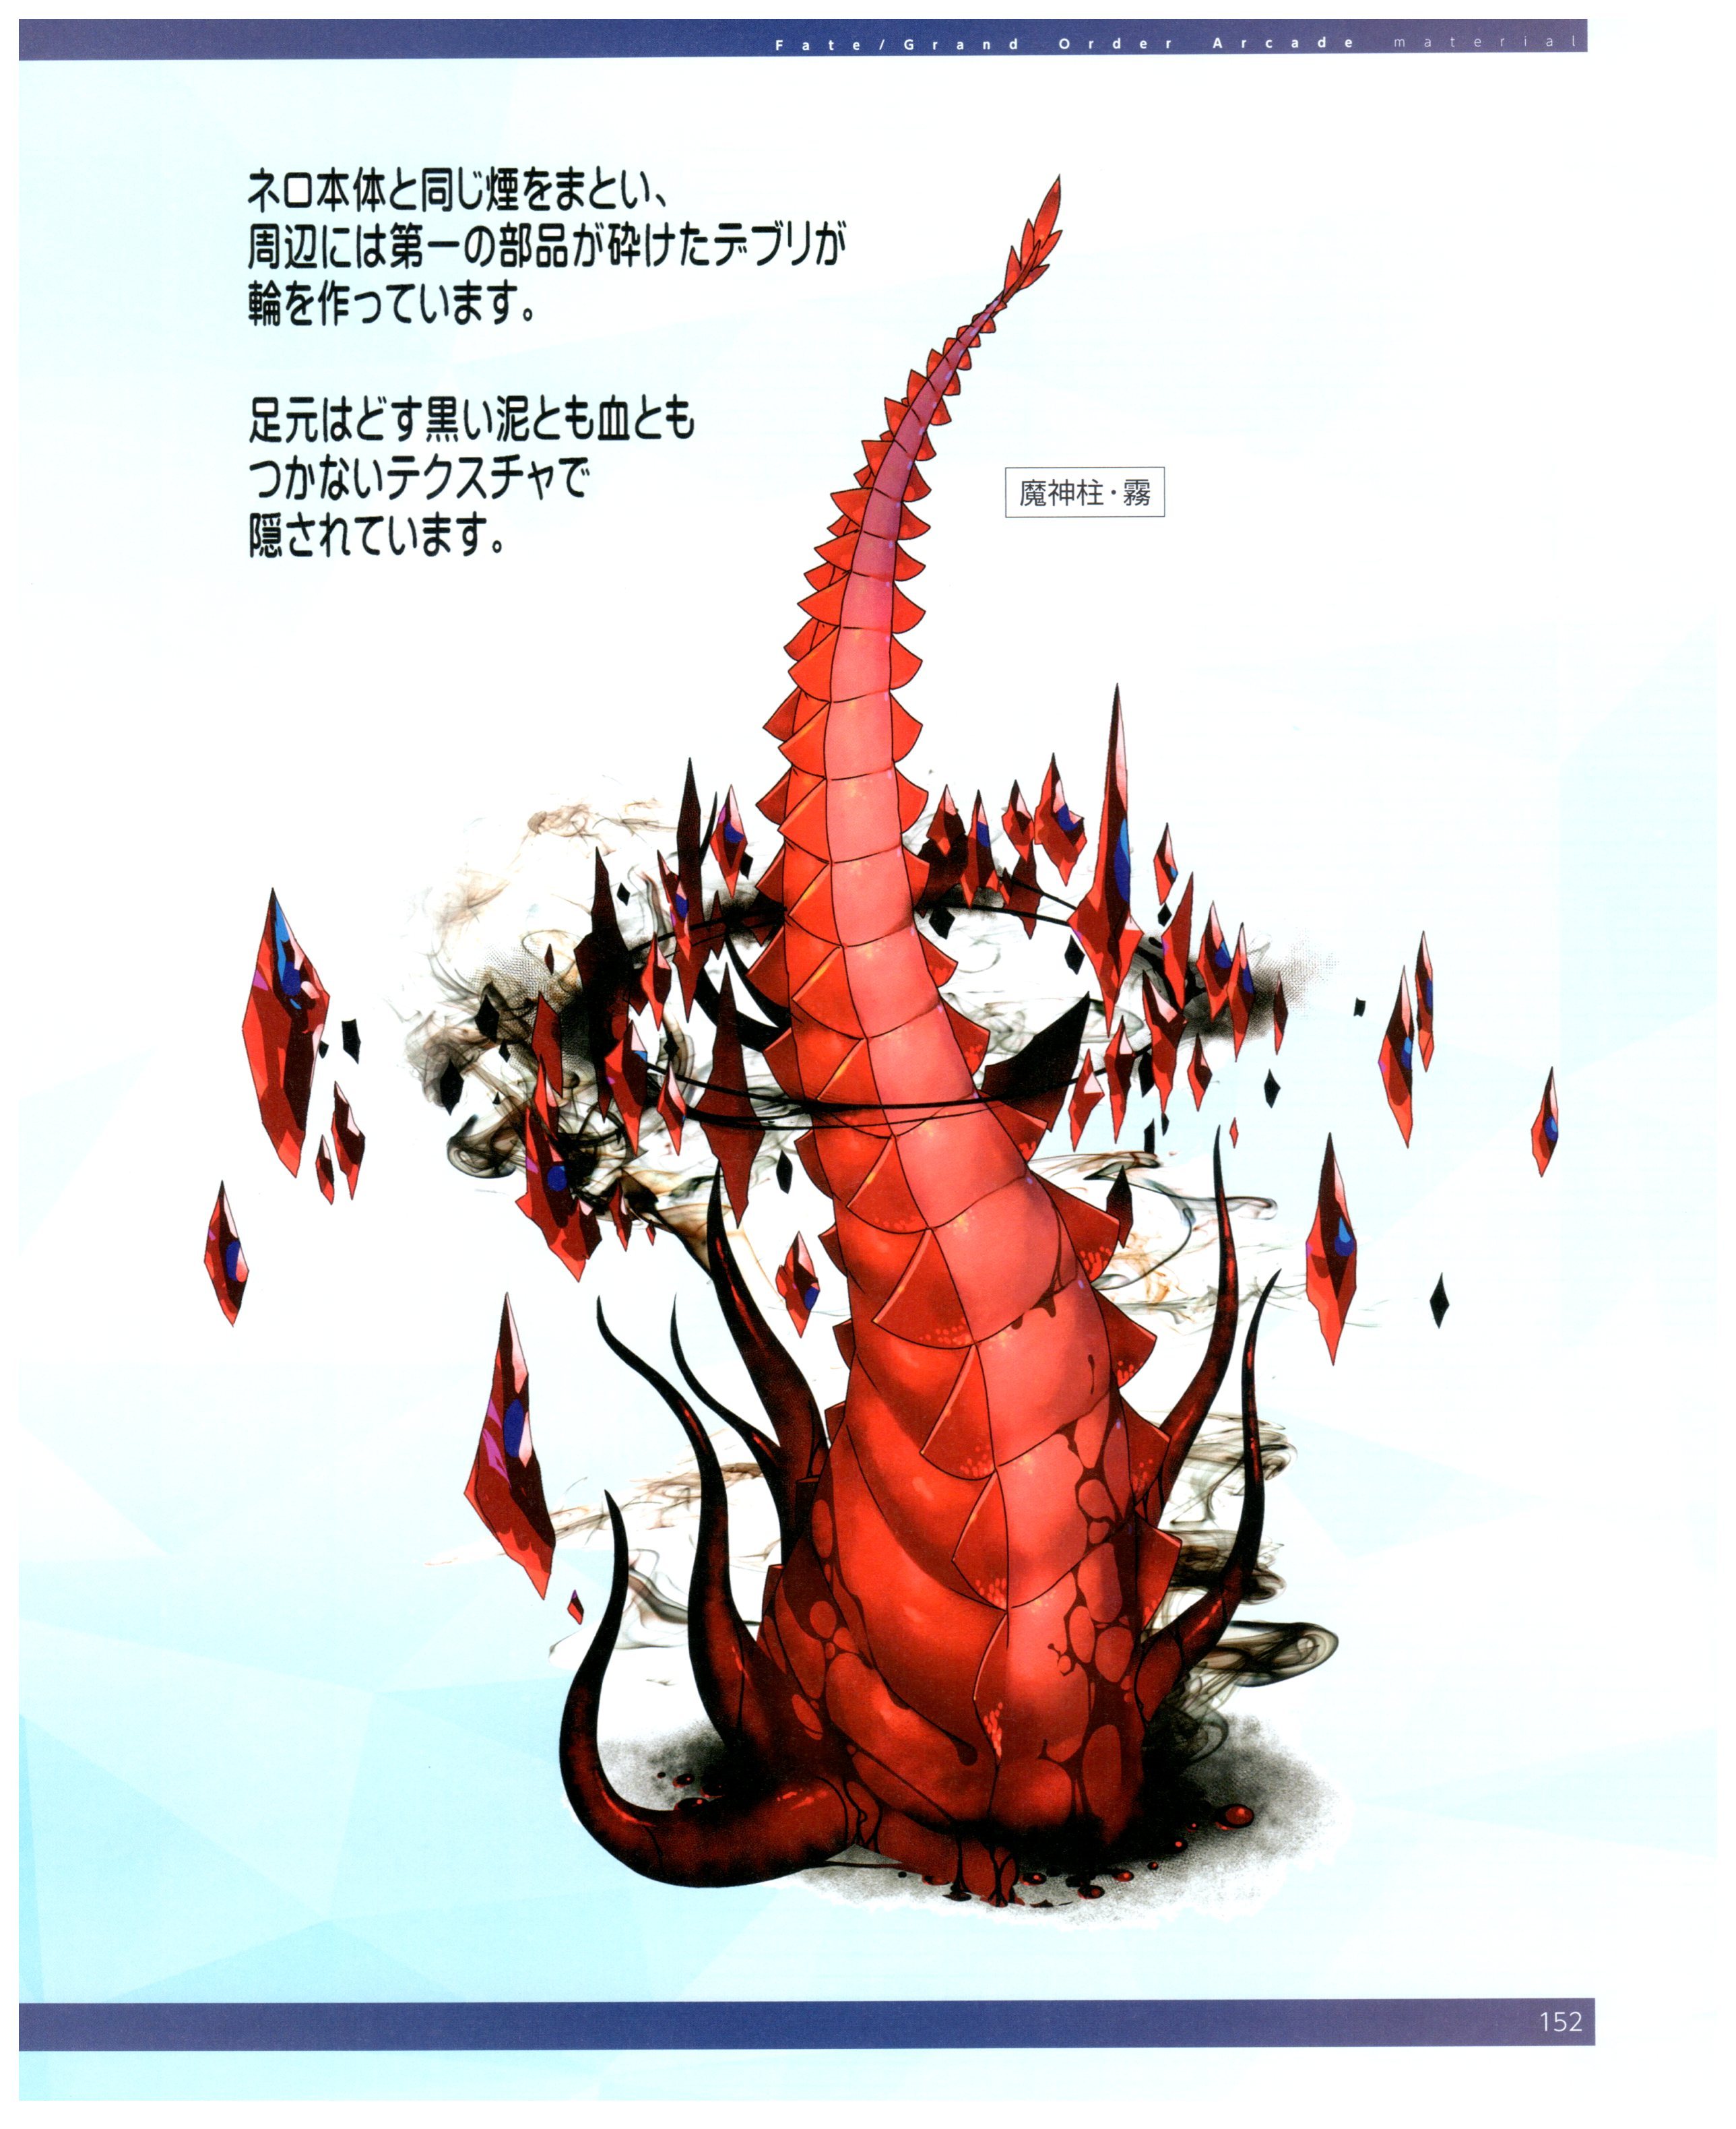 Fate/Grand Order Arcade material
ネロ本体と同じ煙をまとい、
周辺には第一の部品が砕けたデブリが
輪を作っています。
足元はどす黒い泥とも血とも
つかないテクスチャで
隠されています。
魔神柱・霧
152